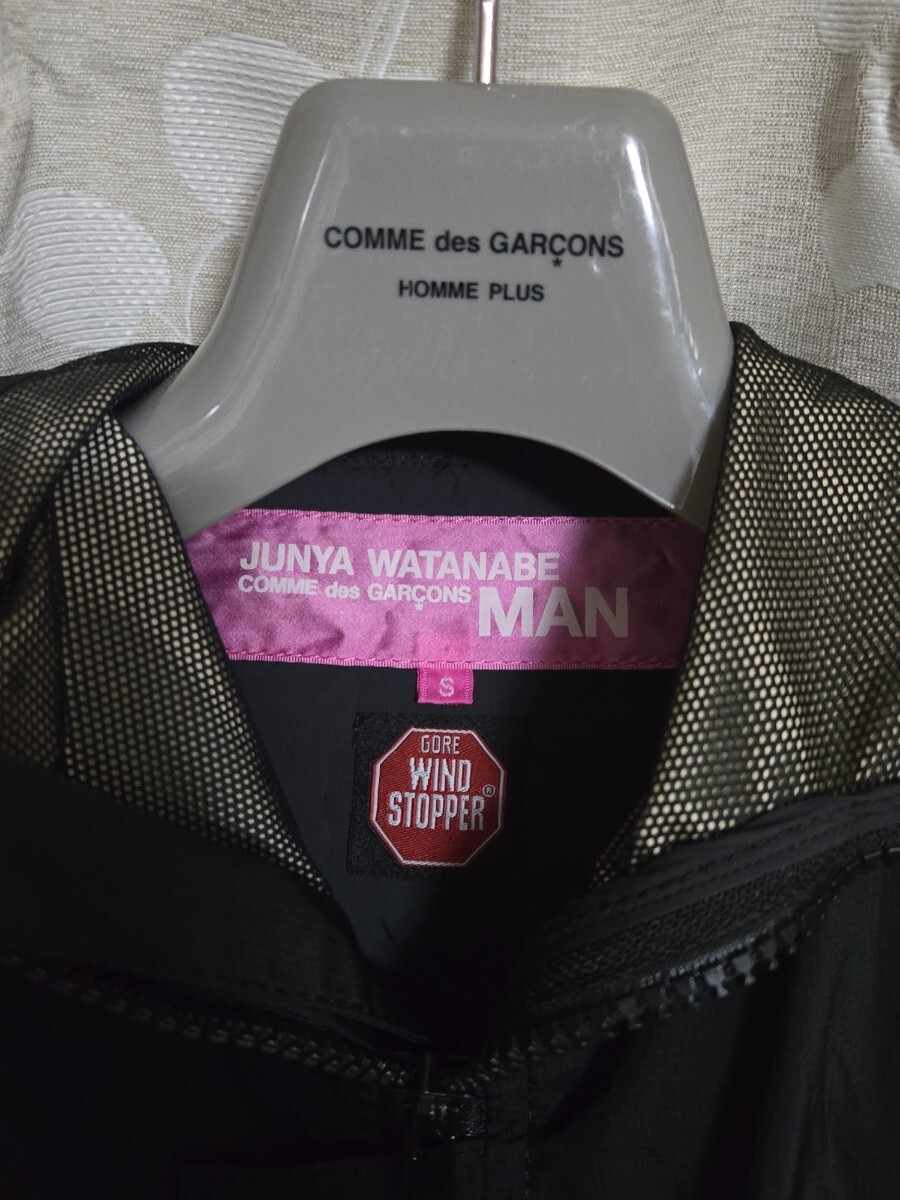 COMME des GARÇONS
HOMME PLUS
JUNYA WATANABE
COMME des GARÇONS MAN
S
GORE
WIND
STOPPER®